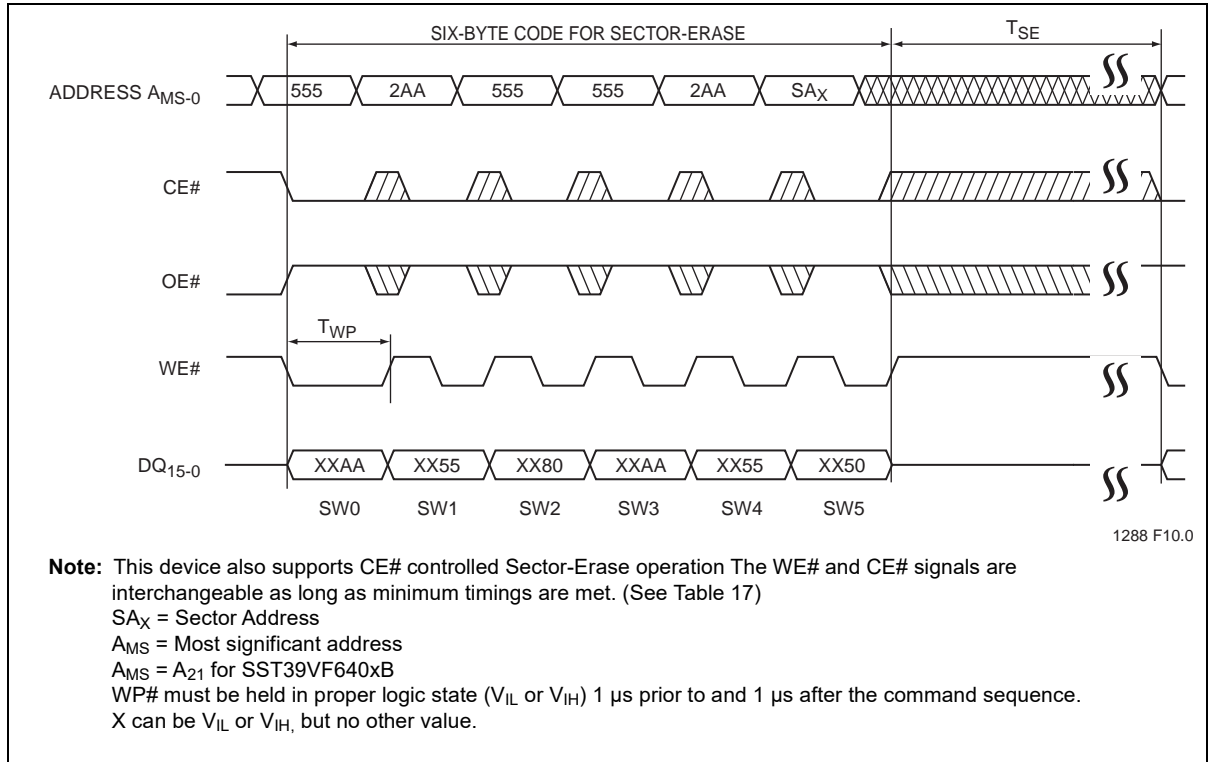 SIX-BYTE CODE FOR SECTOR-ERASE
TSE
ADDRESS AMS-0
555 2AA 555 555 2AA SAX
CE#
OE#
TWP
WE#
DQ15-0
XXAA XX55 XX80 XXAA XX55 XX50
SW0 SW1 SW2 SW3 SW4 SW5
1288 F10.0
Note: This device also supports CE# controlled Sector-Erase operation The WE# and CE# signals are
interchangeable as long as minimum timings are met. (See Table 17)
SAX = Sector Address
AMS = Most significant address
AMS = A21 for SST39VF640xB
WP# must be held in proper logic state (VIL or VIH) 1 µs prior to and 1 µs after the command sequence.
X can be VIL or VIH, but no other value.